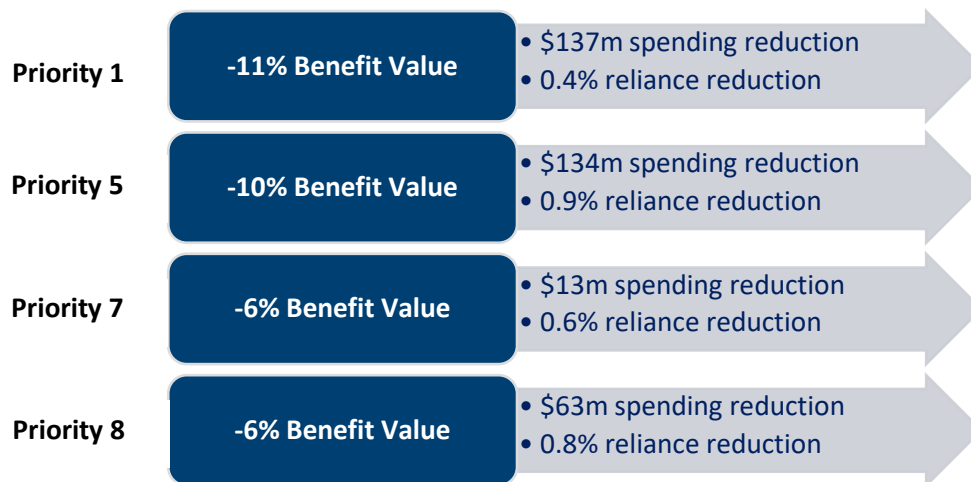 Priority 1
-11% Benefit Value
• $137m spending reduction
• 0.4% reliance reduction
Priority 5
-10% Benefit Value
• $134m spending reduction
• 0.9% reliance reduction
Priority 7
-6% Benefit Value
• $13m spending reduction
• 0.6% reliance reduction
Priority 8
-6% Benefit Value
• $63m spending reduction
• 0.8% reliance reduction